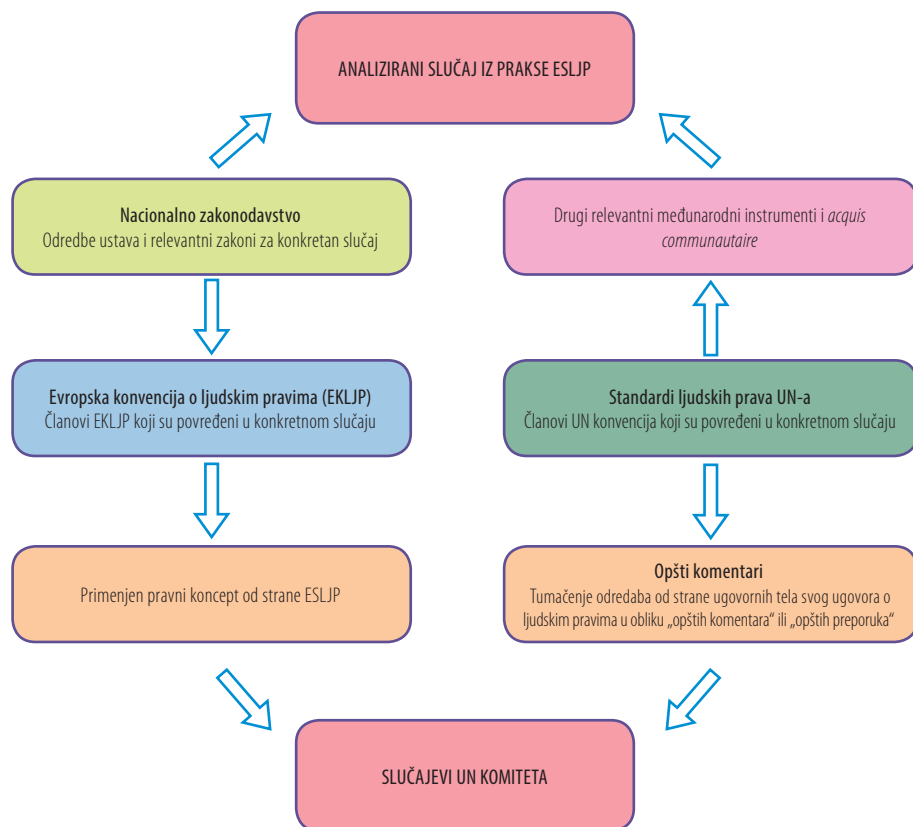 ANALIZIRANI SLUČAJ IZ PRAKSE ESLJP
Nacionalno zakonodavstvo
Odredbe ustava i relevantni zakoni za konkretan slučaj
Drugi relevantni međunarodni instrumenti i acquis
communautaire
Evropska konvencija o ljudskim pravima (EKLJP)
Članovi EKLJP koji su povređeni u konkretnom slučaju
Standardi ljudskih prava UN-a
Članovi UN konvencija koji su povređeni u konkretnom slučaju
Primenjen pravni koncept od strane ESLJP
Opšti komentari
Tumačenje odredaba od strane ugovornih tela svog ugovora o
ljudskim pravima u obliku „opštih komentara“ ili „opštih preporuka“
SLUČAJEVI UN KOMITETA